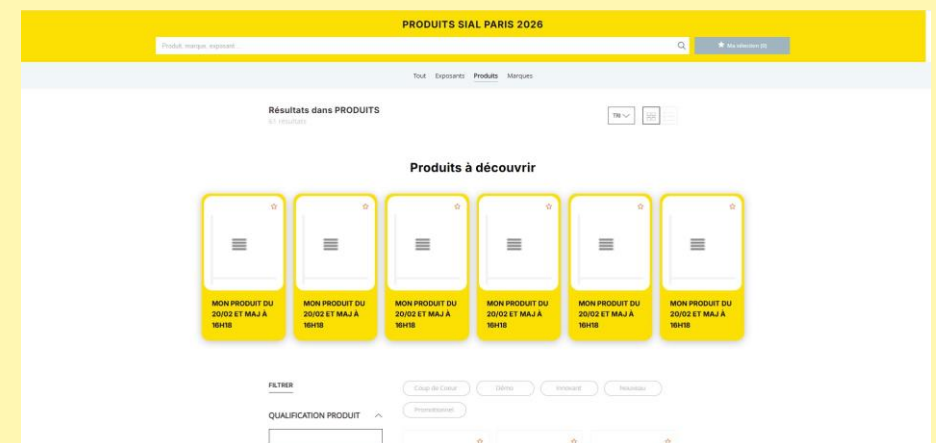 PRODUITS SIAL PARIS 2026
Produit, marque, exposant...
Ma sélection (0)
Tout Exposants Produits Marques
Résultats dans PRODUITS
61 résultats
TRI
Produits à découvrir
MON PRODUIT DU
20/02 ET MAJ À
16H18
MON PRODUIT DU
20/02 ET MAJ À
16H18
MON PRODUIT DU
20/02 ET MAJ À
16H18
MON PRODUIT DU
20/02 ET MAJ À
16H18
MON PRODUIT DU
20/02 ET MAJ À
16H18
MON PRODUIT DU
20/02 ET MAJ À
16H18
FILTRER
Coup de Coeur Démo Innovant Nouveau
Promotionnel
QUALIFICATION PRODUIT